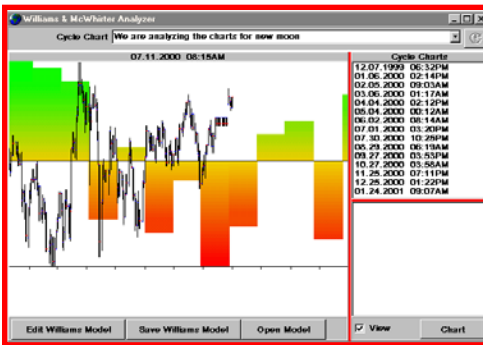 Williams & McWhirter Analyzer
Cycle Chart We are analyzing the charts for new moon
07.11.2000 08:15AM
Cycle Charts
12.07.1999 06:32PM
01.06.2000 02:14PM
02.05.2000 09:03AM
03.06.2000 01:17AM
04.04.2000 02:12PM
05.04.2000 00:12AM
06.02.2000 08:14AM
07.01.2000 03:20PM
07.30.2000 10:25PM
08.29.2000 06:19AM
09.27.2000 03:53PM
10.27.2000 03:58AM
11.25.2000 07:11PM
12.25.2000 01:22PM
01.24.2001 09:07AM
Edit Williams Model
Save Williams Model
Open Model
View
Chart